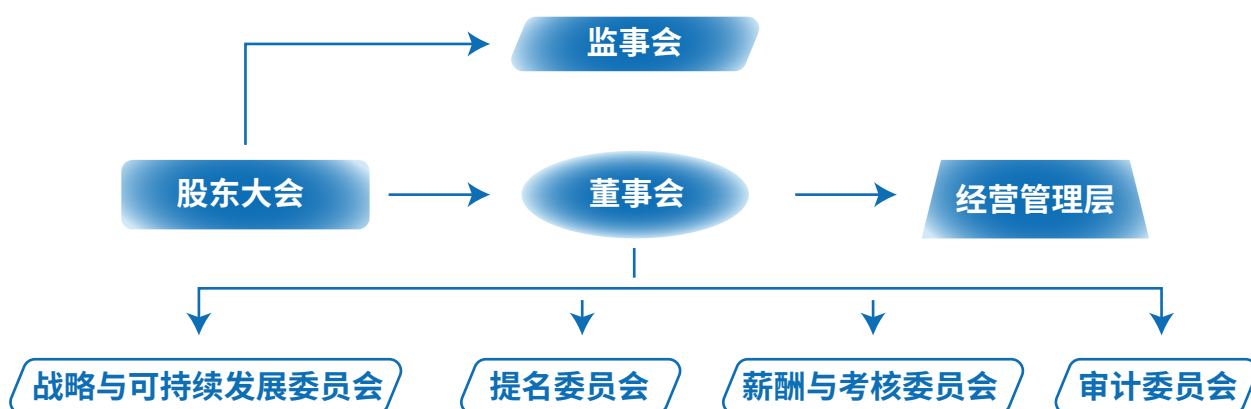 监事会
股东大会
董事会
经营管理层
战略与可持续发展委员会
提名委员会
薪酬与考核委员会
审计委员会